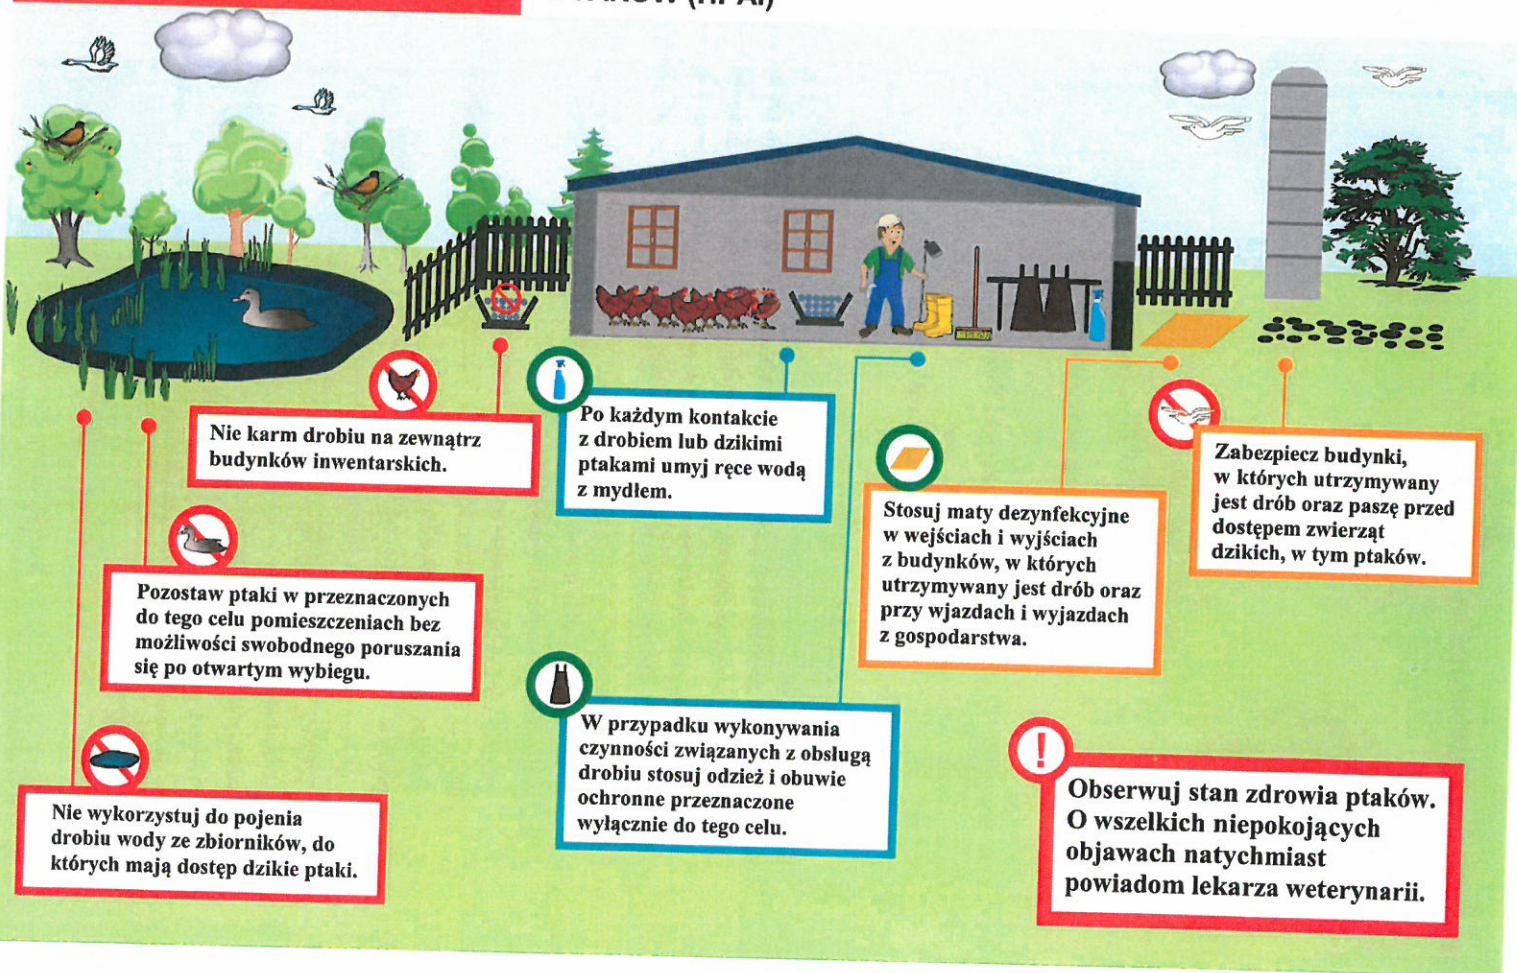 (HPAI)
Nie karm drobiu na zewnątrz
budynków inwentarskich.
Po każdym kontakcie
z drobiem lub dzikimi
ptakami umyj ręce wodą
z mydłem.
Stosuj maty dezynfekcyjne
w wejściach i wyjściach
z budynków, w których
utrzymywany jest drób oraz
przy wjazdach i wyjazdach
z gospodarstwa.
Zabezpiecz budynki,
w których utrzymywany
jest drób oraz paszę przed
dostępem zwierząt
dzikich, w tym ptaków.
Pozostaw ptaki w przeznaczonych
do tego celu pomieszczeniach bez
możliwości swobodnego poruszania
się po otwartym wybiegu.
W przypadku wykonywania
czynności związanych z obsługą
drobiu stosuj odzież i obuwie
ochronne przeznaczone
wyłącznie do tego celu.
Nie wykorzystuj do pojenia
drobiu wody ze zbiorników, do
których mają dostęp dzikie ptaki.
!
Obserwuj stan zdrowia ptaków.
O wszelkich niepokojących
objawach natychmiast
powiadom lekarza weterynarii.